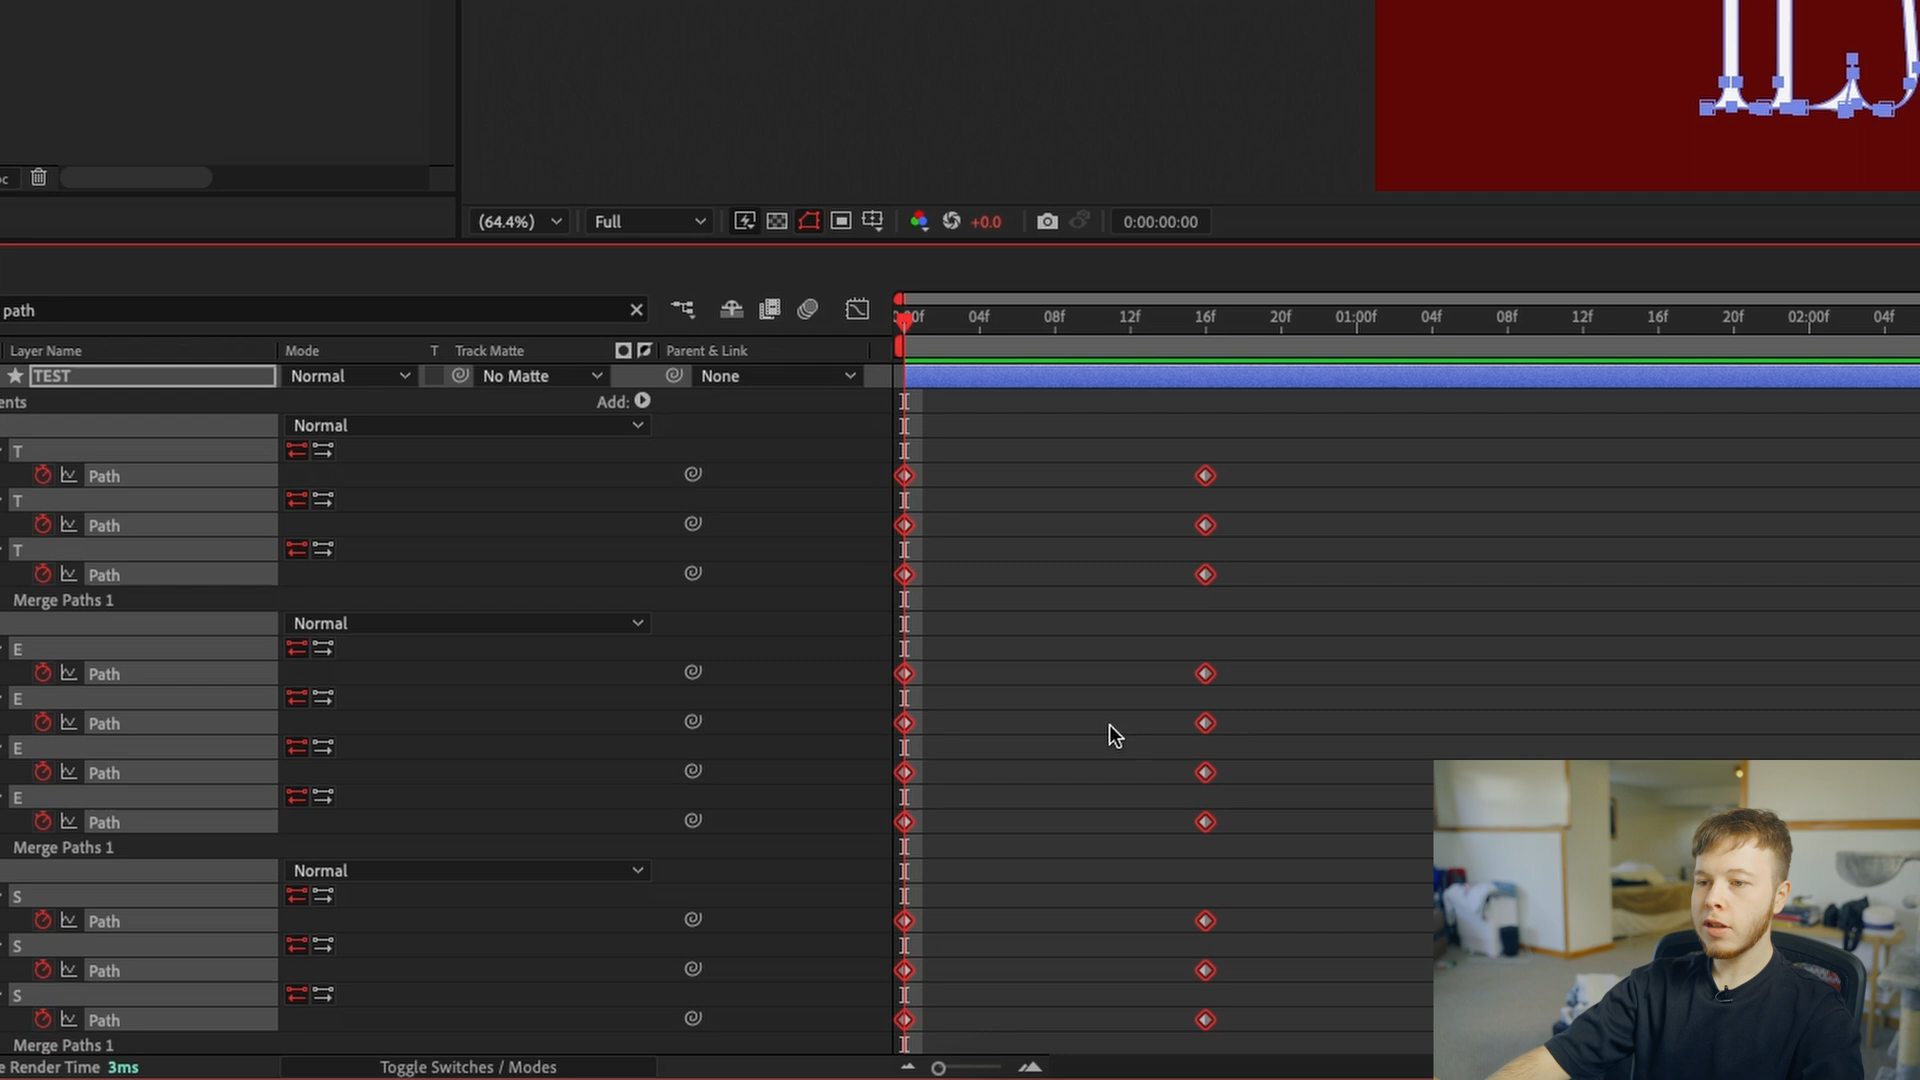 (64.4%) Full +0.0 0:00:00:00
path
00f 04f 08f 12f 16f 20f 01:00f 04f 08f 12f 16f 20f 02:00f 04f
Layer Name Mode T Track Matte Parent & Link
TEST Normal No Matte None
ents Add:
Normal
T
Path
T
Path
T
Path
Merge Paths 1
Normal
E
Path
E
Path
E
Path
E
Path
Merge Paths 1
Normal
S
Path
S
Path
S
Path
Merge Paths 1
e Render Time 3ms Toggle Switches / Modes